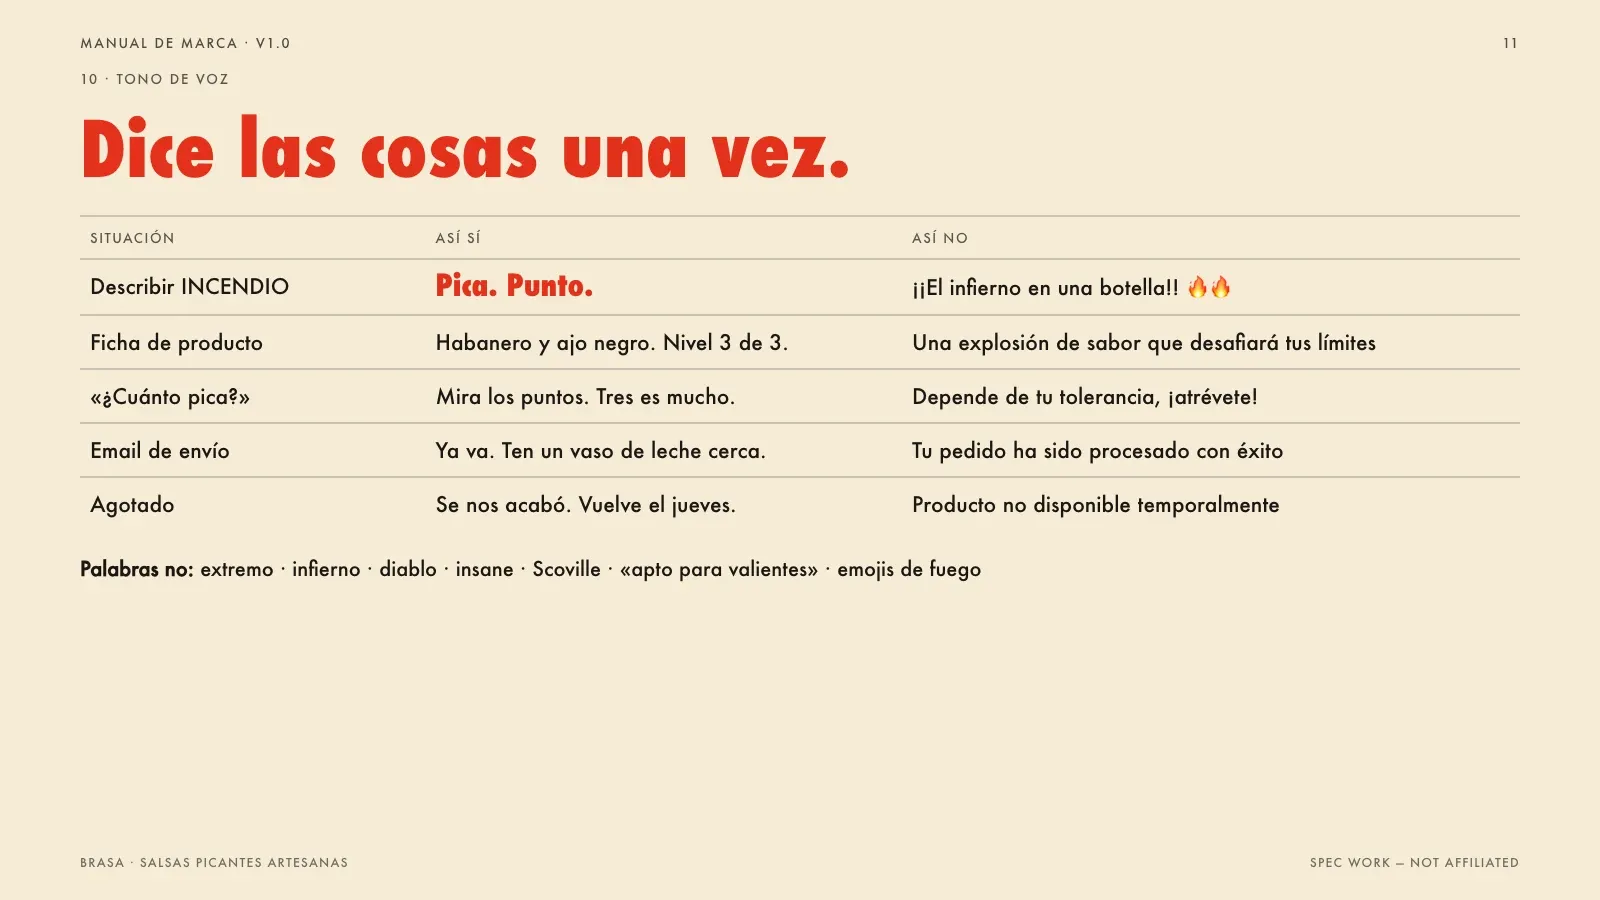 MANUAL DE MARCA · V1.0
11
10 · TONO DE VOZ
Dice las cosas una vez.
SITUACIÓN ASÍ SÍ ASÍ NO
Describir INCENDIO Pica. Punto. ¡¡El infierno en una botella!! 🔥🔥
Ficha de producto Habanero y ajo negro. Nivel 3 de 3. Una explosión de sabor que desafiará tus límites
«¿Cuánto pica?» Mira los puntos. Tres es mucho. Depende de tu tolerancia, ¡atrévete!
Email de envío Ya va. Ten un vaso de leche cerca. Tu pedido ha sido procesado con éxito
Agotado Se nos acabó. Vuelve el jueves. Producto no disponible temporalmente
Palabras no: extremo · infierno · diablo · insane · Scoville · «apto para valientes» · emojis de fuego
BRASA · SALSAS PICANTES ARTESANAS
SPEC WORK — NOT AFFILIATED